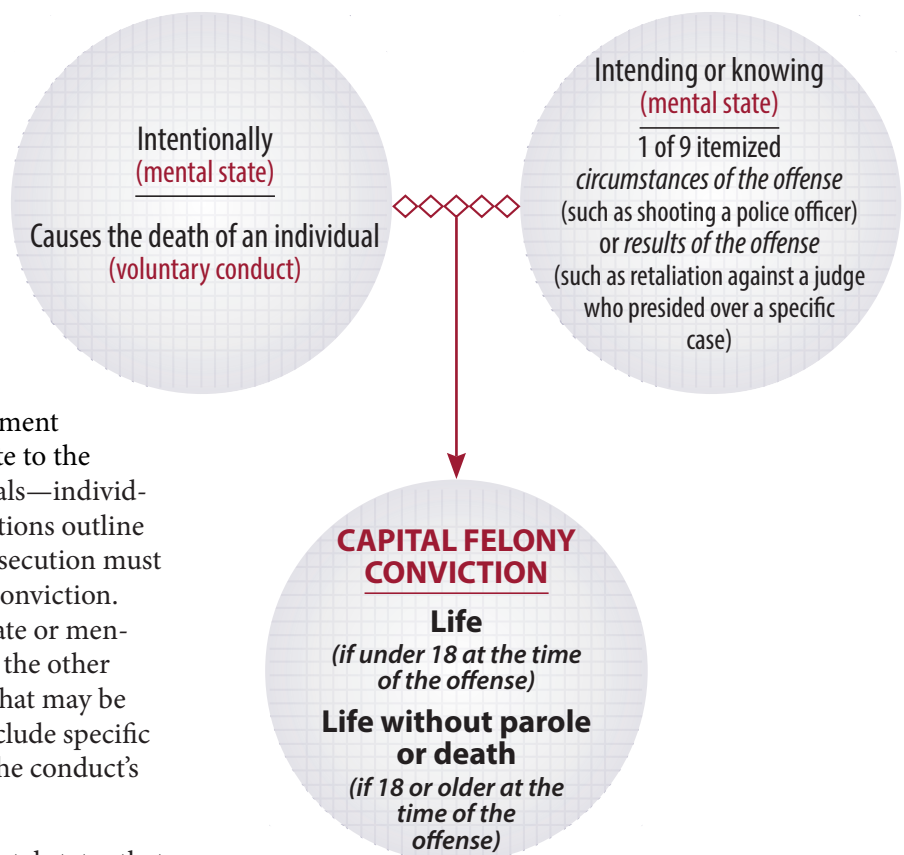 Intentionally
(mental state)
Causes the death of an individual
(voluntary conduct)
Intending or knowing
(mental state)
1 of 9 itemized
circumstances of the offense
(such as shooting a police officer)
or results of the offense
(such as retaliation against a judge
who presided over a specific
case)
ment
te to the
als—individ-
tions outline
secution must
onviction.
ate or men-
the other
hat may be
clude specific
he conduct's
CAPITAL FELONY
CONVICTION
Life
(if under 18 at the time
of the offense)
Life without parole
or death
(if 18 or older at the
time of the
offense)